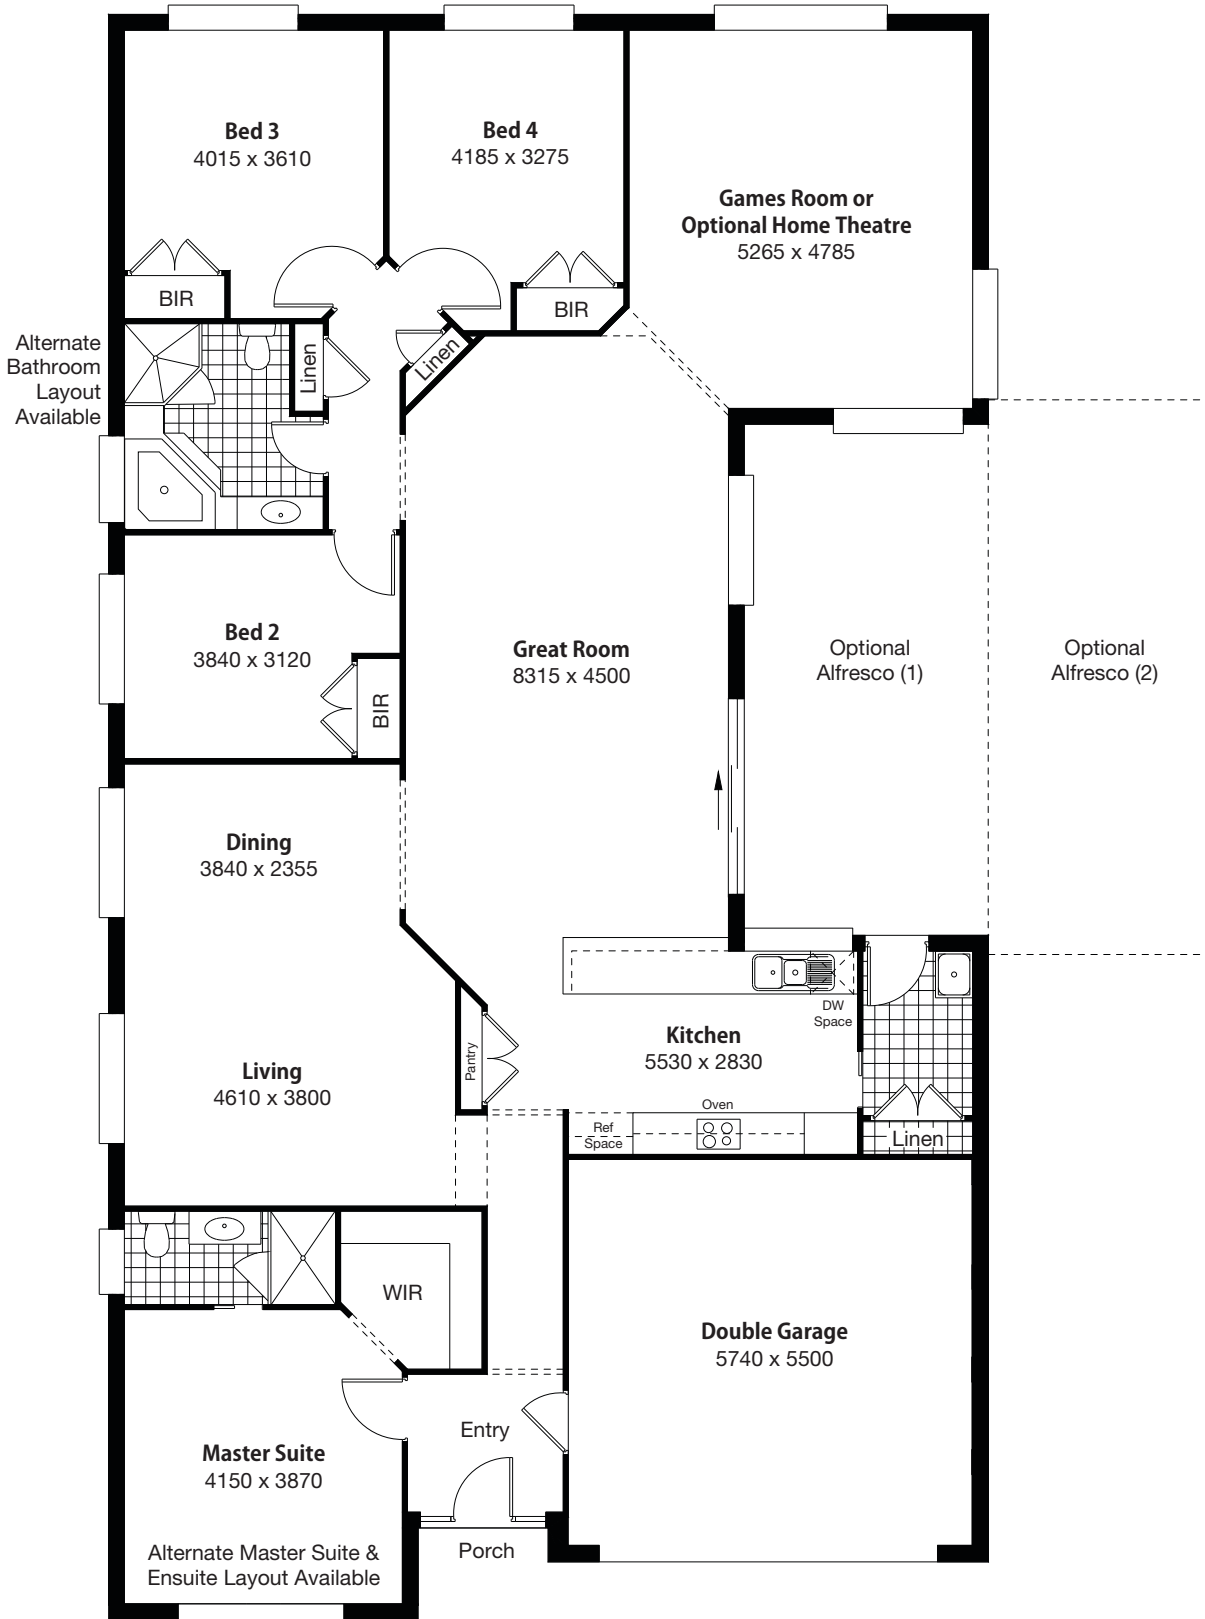 Bed 3
4015 x 3610
Bed 4
4185 x 3275
Games Room or
Optional Home Theatre
5265 x 4785
BIR
BIR
Alternate
Bathroom
Layout
Available
Linen
Linen
Bed 2
3840 x 3120
BIR
Great Room
8315 x 4500
Optional
Alfresco (1)
Optional
Alfresco (2)
Dining
3840 x 2355
DW
Space
Kitchen
5530 x 2830
Pantry
Living
4610 x 3800
Oven
Ref
Space
Linen
WIR
Double Garage
5740 x 5500
Entry
Master Suite
4150 x 3870
Alternate Master Suite &
Ensuite Layout Available
Porch